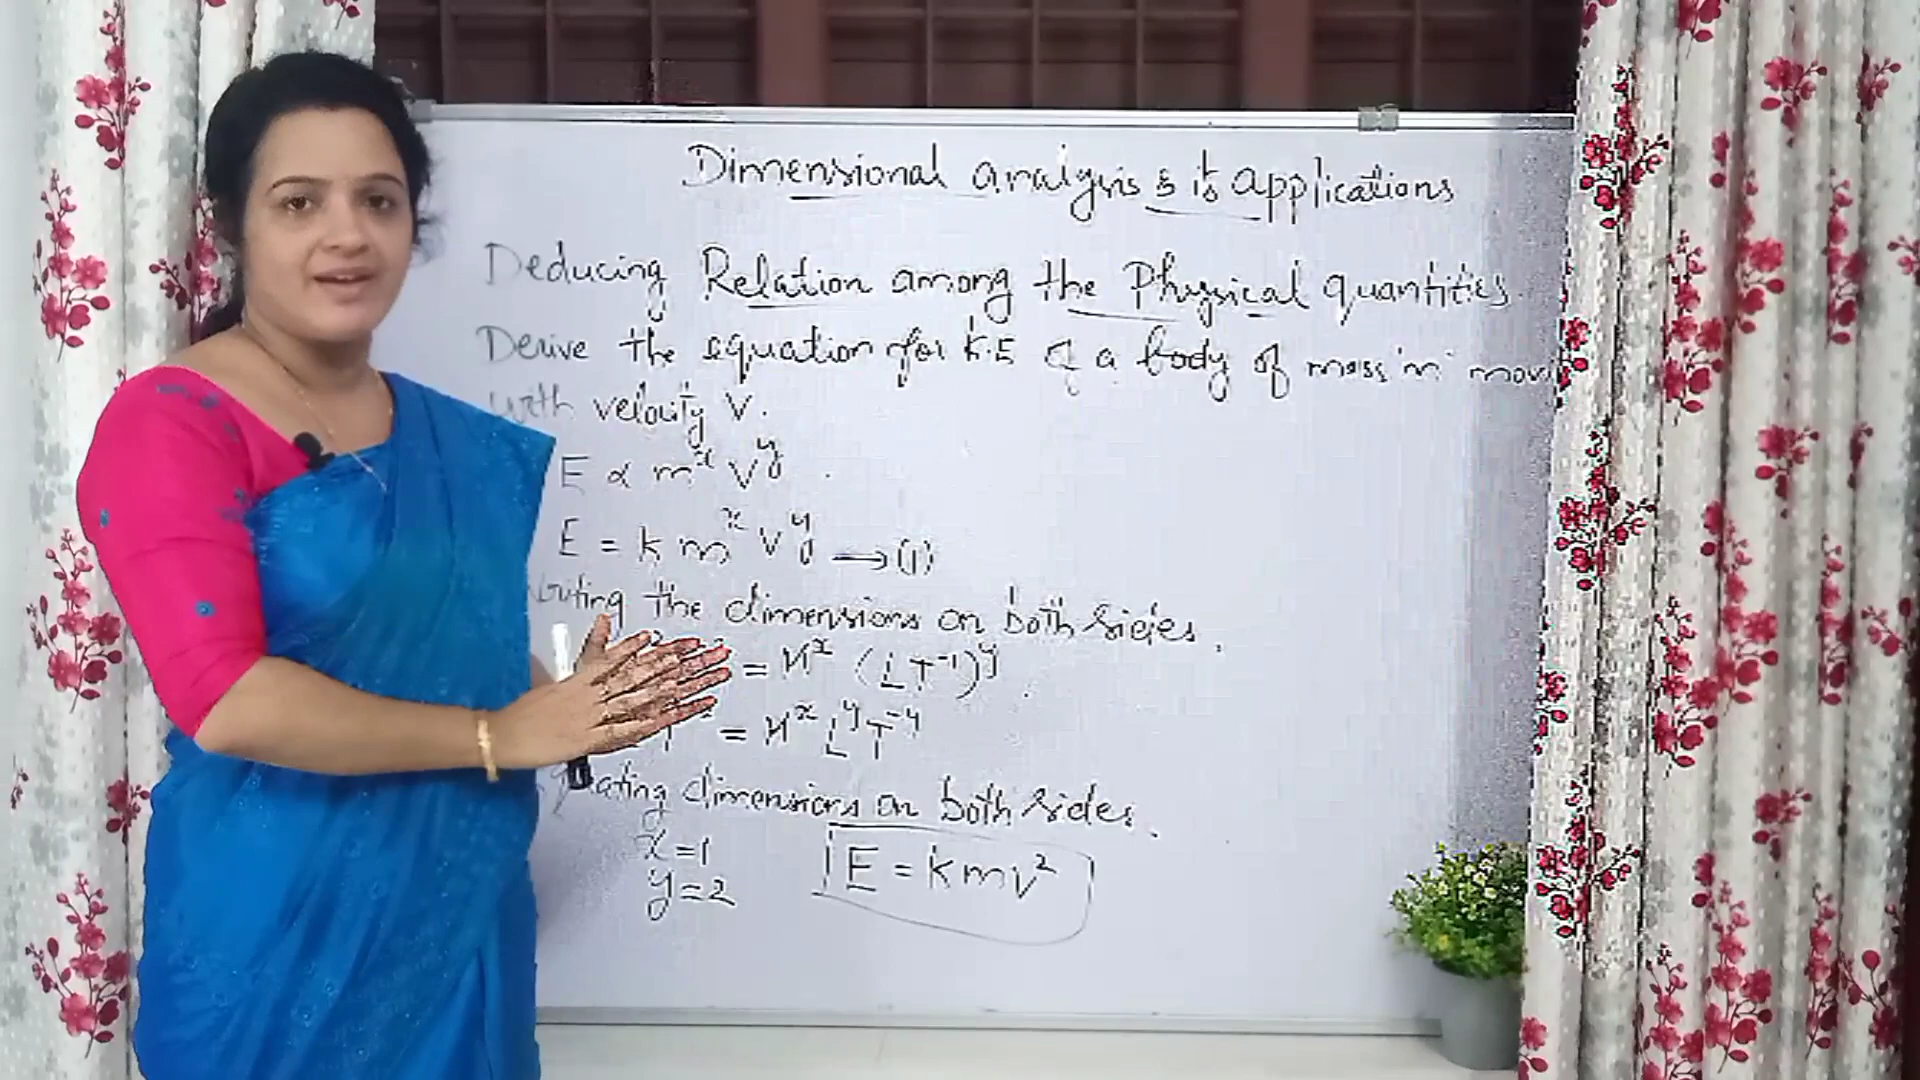 Dimensional analysis & its applications
Deducing Relation among the Physical quantities.
Derive the equation for K.E of a body of mass 'm'
with velocity V.
E ∝ m^x V^y.
E = k m^x V^y → (1)
the dimensions on both sides.
= M^x (LT^-1)^y.
= M^x L^y T^-y
dimensions on both sides.
x=1
y=2
E = kmv²